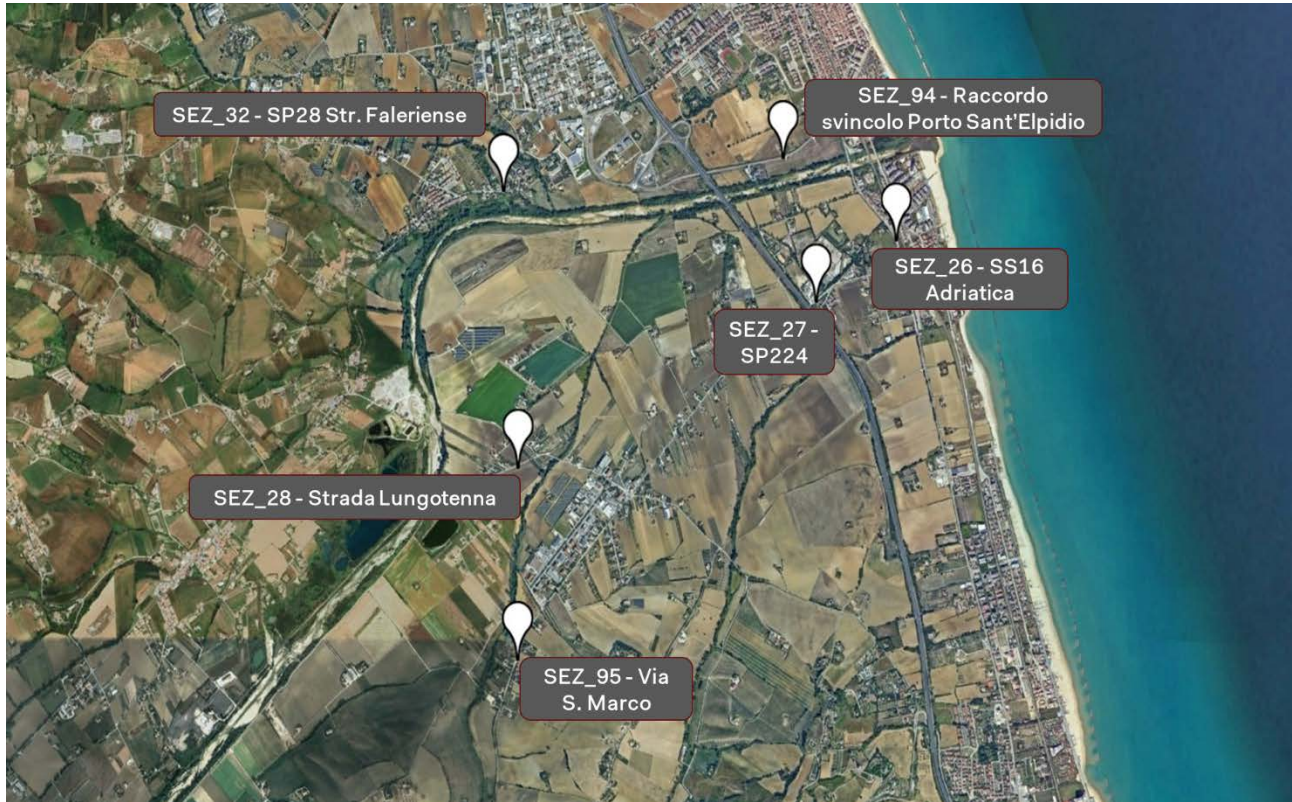 SEZ_32 - SP28 Str. Faleriense
SEZ_94 - Raccordo
svincolo Porto Sant'Elpidio
SEZ_26 - SS16
Adriatica
SEZ_27 -
SP224
SEZ_28 - Strada Lungotenna
SEZ_95 - Via
S. Marco